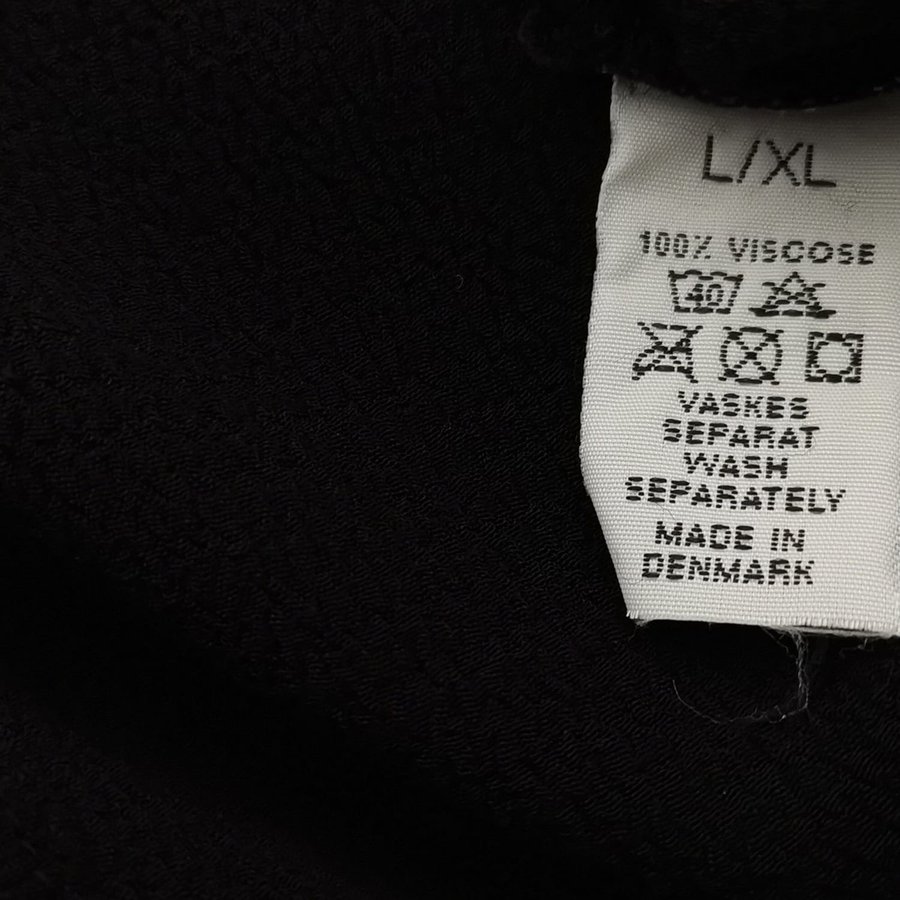 L/XL
100% VISCOSE
40
VASKES
SEPARAT
WASH
SEPARATELY
MADE IN
DENMARK